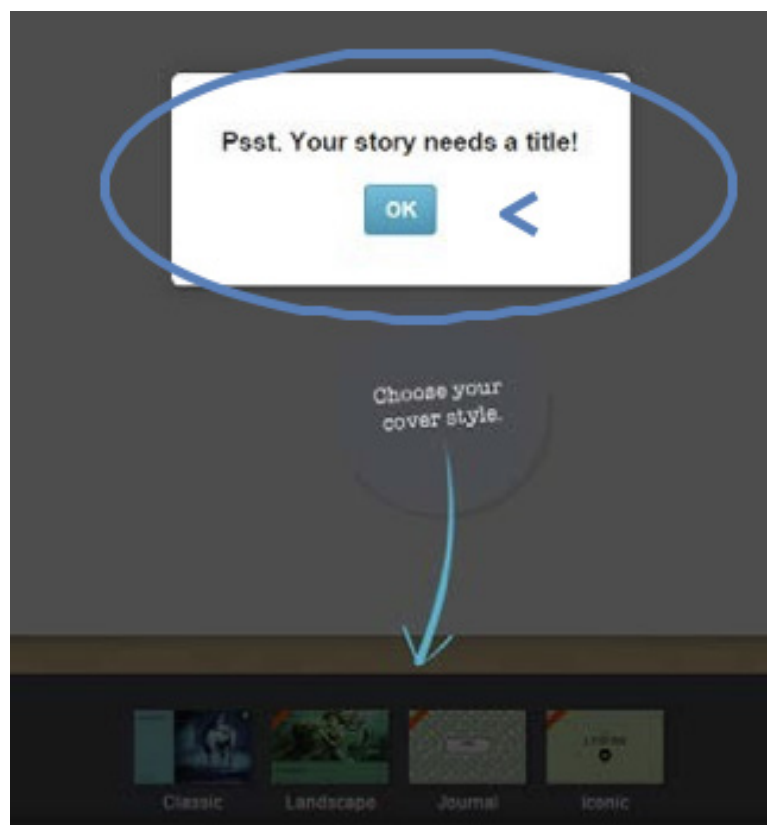 Psst. Your story needs a title!
OK
<
Choose your
cover style.
Classic
Landscape
Journal
Iconic